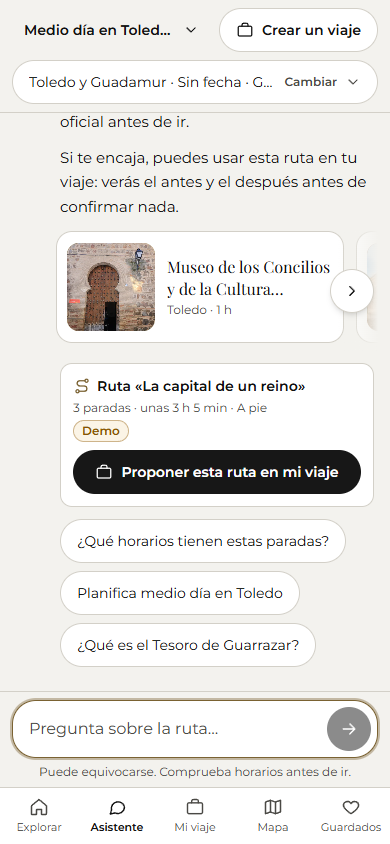 Medio día en Toled...
Crear un viaje
Toledo y Guadamur · Sin fecha · G...
Cambiar
oficial antes de ir.
Si te encaja, puedes usar esta ruta en tu
viaje: verás el antes y el después antes de
confirmar nada.
Museo de los Concilios
y de la Cultura...
Toledo · 1 h
Ruta «La capital de un reino»
3 paradas · unas 3 h 5 min · A pie
Demo
Proponer esta ruta en mi viaje
¿Qué horarios tienen estas paradas?
Planifica medio día en Toledo
¿Qué es el Tesoro de Guarrazar?
Pregunta sobre la ruta...
Puede equivocarse. Comprueba horarios antes de ir.
Explorar
Asistente
Mi viaje
Mapa
Guardados